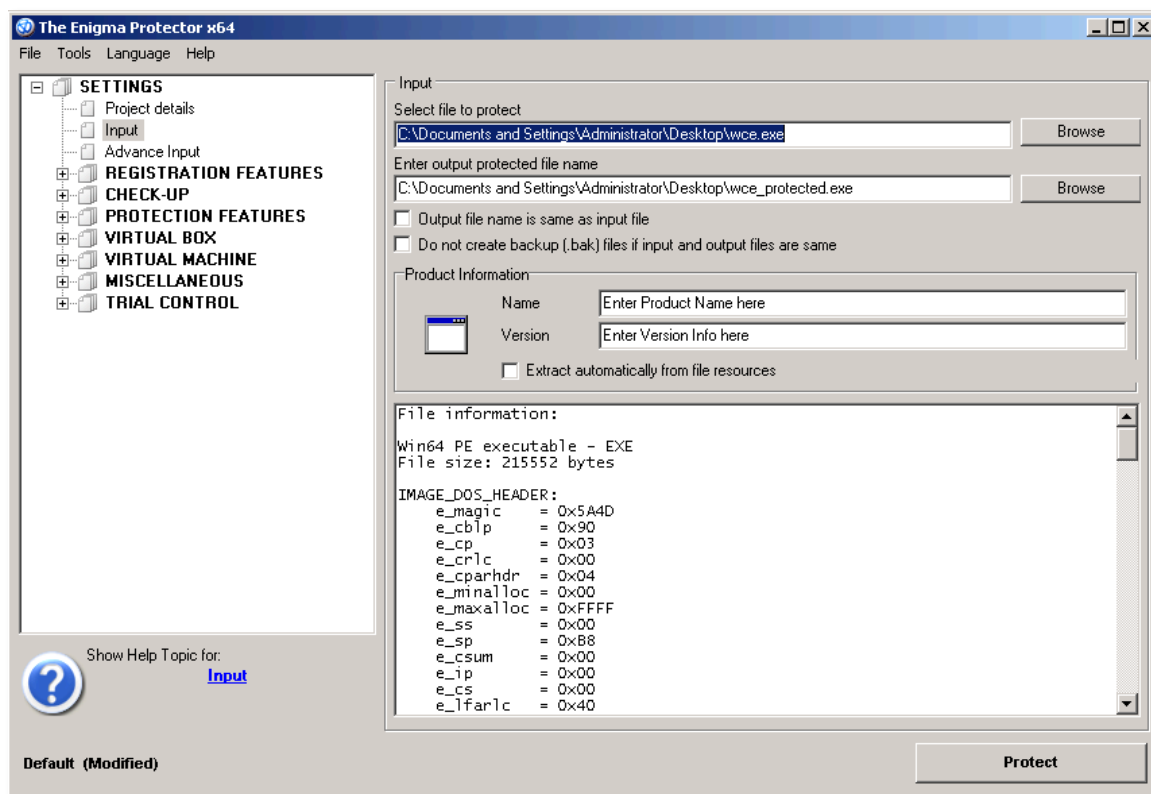 The Enigma Protector x64
File Tools Language Help
SETTINGS
Project details
Input
Advance Input
REGISTRATION FEATURES
CHECK-UP
PROTECTION FEATURES
VIRTUAL BOX
VIRTUAL MACHINE
MISCELLANEOUS
TRIAL CONTROL
Show Help Topic for:
Input
Input
Select file to protect
C:\Documents and Settings\Administrator\Desktop\wce.exe Browse
Enter output protected file name
C:\Documents and Settings\Administrator\Desktop\wce_protected.exe Browse
Output file name is same as input file
Do not create backup (.bak) files if input and output files are same
Product Information
Name Enter Product Name here
Version Enter Version Info here
Extract automatically from file resources
File information:
Win64 PE executable - EXE
File size: 215552 bytes
IMAGE_DOS_HEADER:
e_magic = 0x5A4D
e_cblp = 0x90
e_cp = 0x03
e_crlc = 0x00
e_cparhdr = 0x04
e_minalloc = 0x00
e_maxalloc = 0xFFFF
e_ss = 0x00
e_sp = 0xB8
e_csum = 0x00
e_ip = 0x00
e_cs = 0x00
e_lfarlc = 0x40
Default (Modified)
Protect